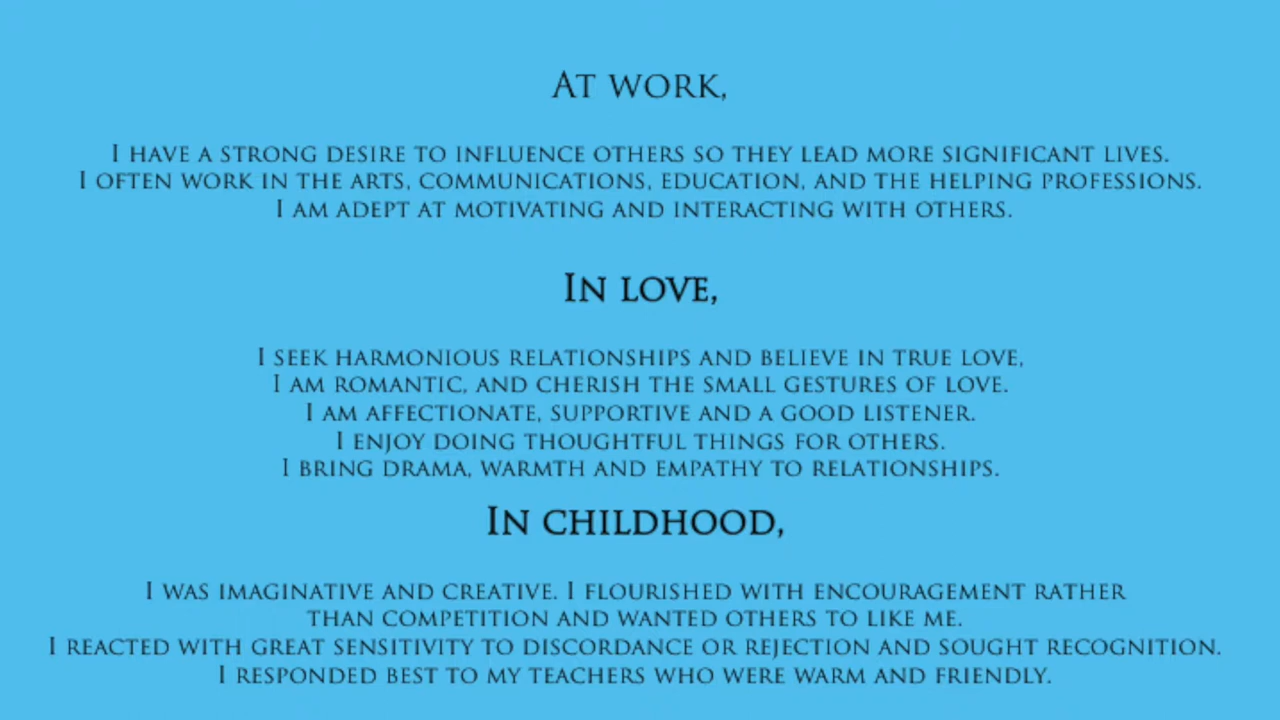 At work,
I have a strong desire to influence others so they lead more significant lives.
I often work in the arts, communications, education, and the helping professions.
I am adept at motivating and interacting with others.
In love,
I seek harmonious relationships and believe in true love,
I am romantic, and cherish the small gestures of love.
I am affectionate, supportive and a good listener.
I enjoy doing thoughtful things for others.
I bring drama, warmth and empathy to relationships.
In childhood,
I was imaginative and creative. I flourished with encouragement rather
than competition and wanted others to like me.
I reacted with great sensitivity to discordance or rejection and sought recognition.
I responded best to my teachers who were warm and friendly.